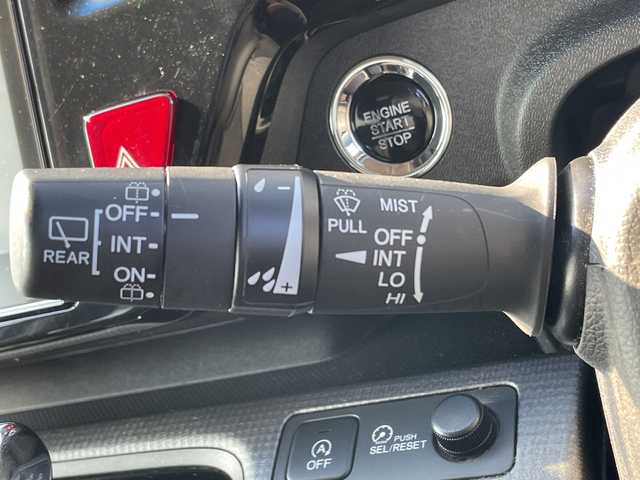 ENGINE
START
STOP
OFF
INT
ON
REAR
- 
+
PULL
MIST
OFF
INT
LO
HI
A
OFF
PUSH
SEL/RESET